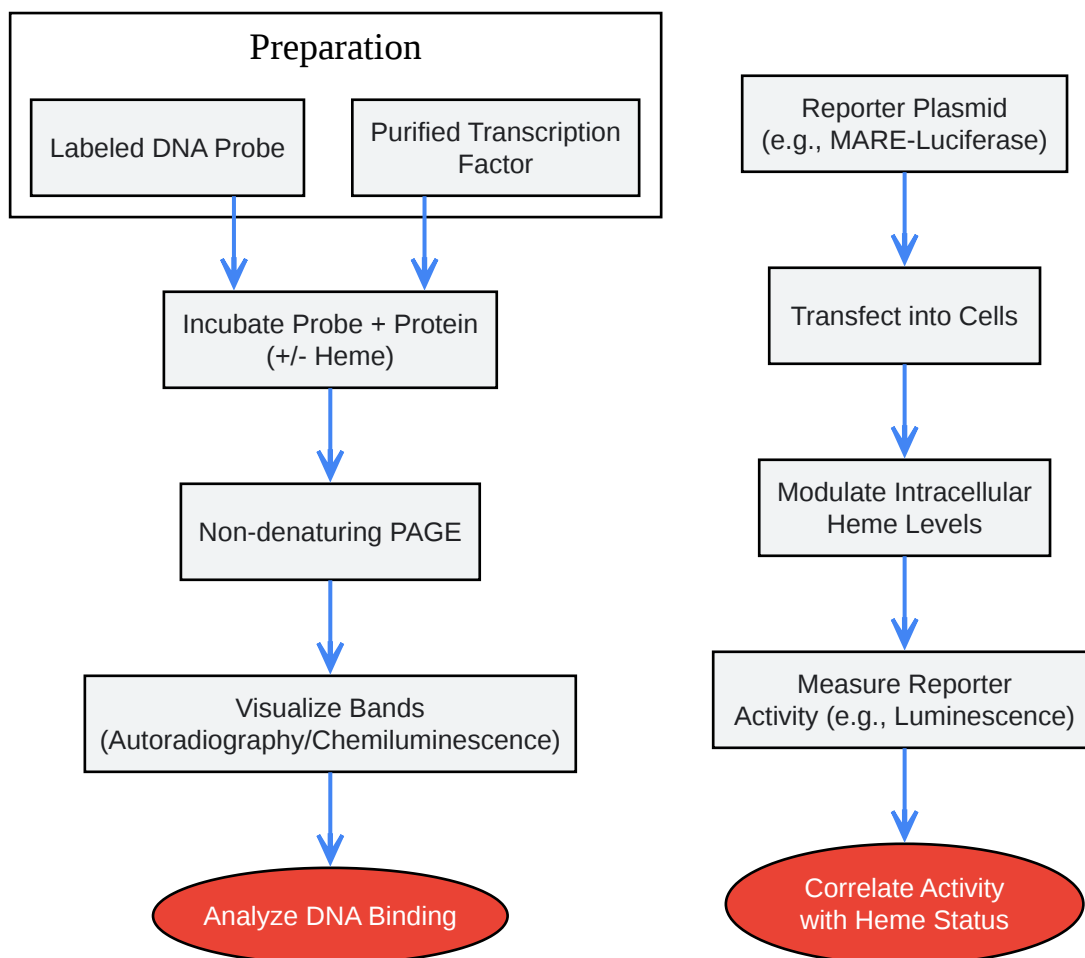 Preparation
Labeled DNA Probe
Purified Transcription
Factor
Incubate Probe + Protein
(+/- Heme)
Non-denaturing PAGE
Visualize Bands
(Autoradiography/Chemiluminescence)
Analyze DNA Binding
Reporter Plasmid
(e.g., MARE-Luciferase)
Transfect into Cells
Modulate Intracellular
Heme Levels
Measure Reporter
Activity (e.g., Luminescence)
Correlate Activity
with Heme Status